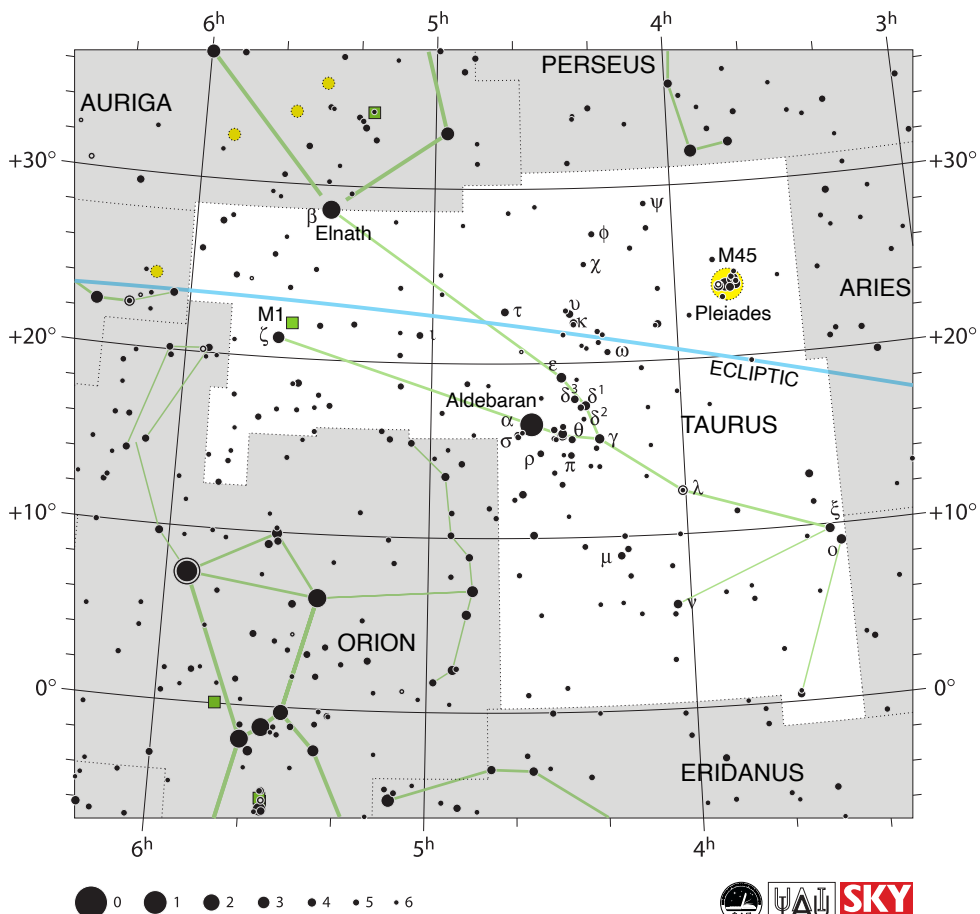 6h 5h 4h 3h
PERSEUS
AURIGA
+30° +30°
ψ
β
Elnath
ϕ
χ
M45
ARIES
M1
τ
υ
Pleiades
κ
+20° +20°
ζ
ι
ω
ε
ECLIPTIC
δ3 δ1
Aldebaran
δ2
α
θ
TAURUS
σ
γ
ρ
π
λ
+10° +10°
ξ
ο
μ
ν
ORION
0° 0°
ERIDANUS
6h 5h 4h
0 1 2 3 4 5 6
IAU SKY